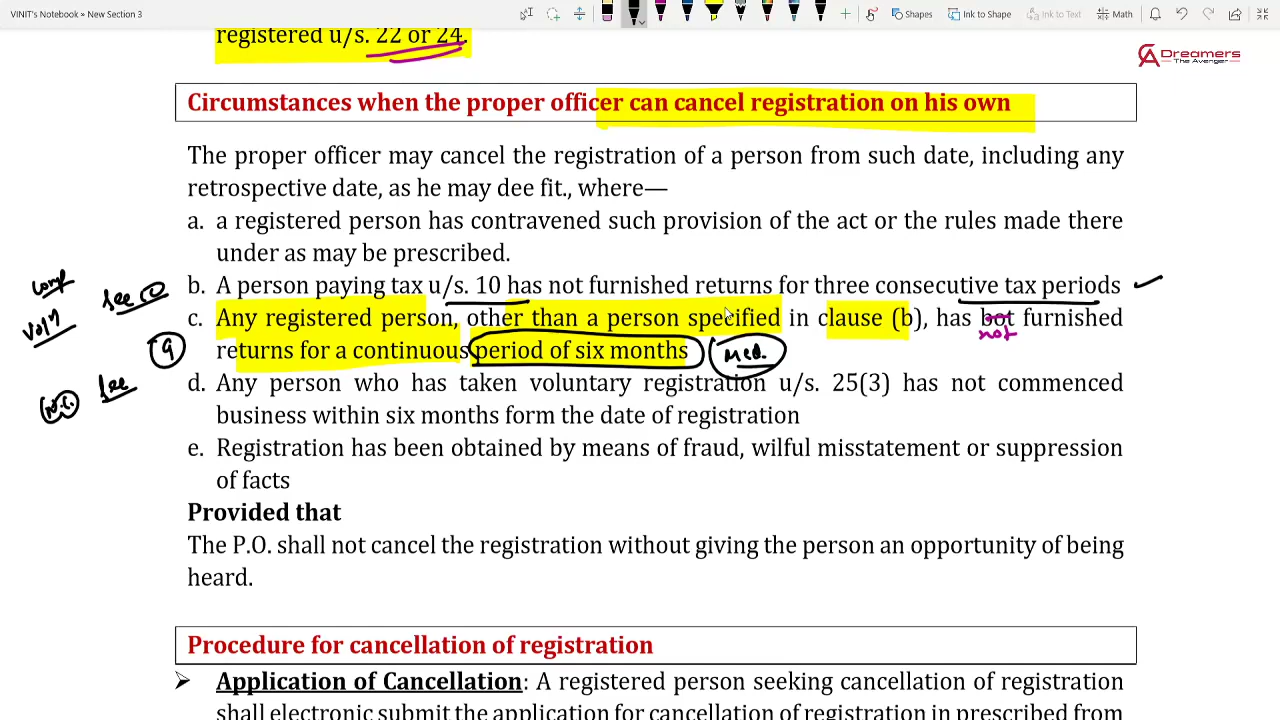 VINIT's Notebook » New Section 3
Shapes
Ink to Shape
Ink to Text
Math
registered u/s. 22 or 24.
CA Dreamers
The Avenger
Circumstances when the proper officer can cancel registration on his own
The proper officer may cancel the registration of a person from such date, including any
retrospective date, as he may dee fit., where—
a. a registered person has contravened such provision of the act or the rules made there
under as may be prescribed.
b. A person paying tax u/s. 10 has not furnished returns for three consecutive tax periods
c. Any registered person, other than a person specified in clause (b), has bot furnished
not
returns for a continuous period of six months
d. Any person who has taken voluntary registration u/s. 25(3) has not commenced
business within six months form the date of registration
e. Registration has been obtained by means of fraud, wilful misstatement or suppression
of facts
Provided that
The P.O. shall not cancel the registration without giving the person an opportunity of being
heard.
Procedure for cancellation of registration
➤ Application of Cancellation: A registered person seeking cancellation of registration
shall electronic submit the application for cancellation of registration in prescribed from